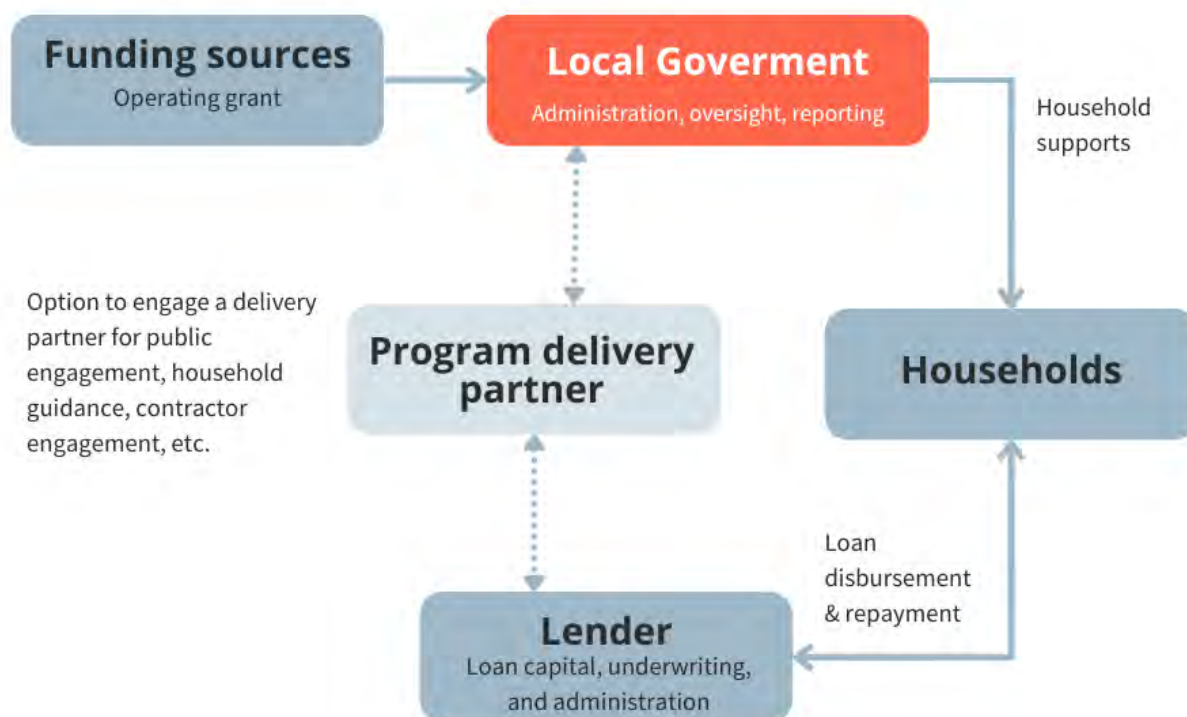 Funding sources
Operating grant
Local Goverment
Administration, oversight, reporting
Household
supports
Option to engage a delivery
partner for public
engagement, household
guidance, contractor
engagement, etc.
Program delivery
partner
Households
Loan
disbursement
& repayment
Lender
Loan capital, underwriting,
and administration